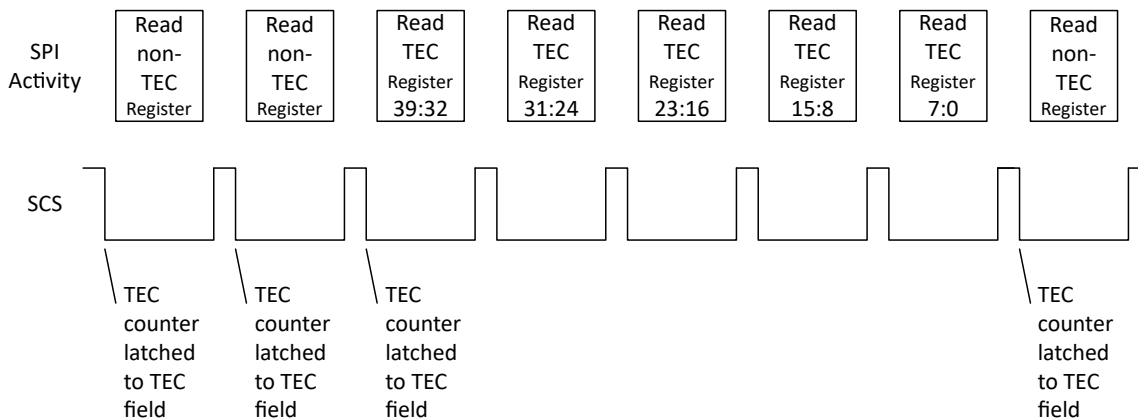 SPI
Activity
Read
non-
TEC
Register
Read
non-
TEC
Register
Read
TEC
Register
39:32
Read
TEC
Register
31:24
Read
TEC
Register
23:16
Read
TEC
Register
15:8
Read
TEC
Register
7:0
Read
non-
TEC
Register
SCS
TEC
counter
latched
to TEC
field
TEC
counter
latched
to TEC
field
TEC
counter
latched
to TEC
field
TEC
counter
latched
to TEC
field